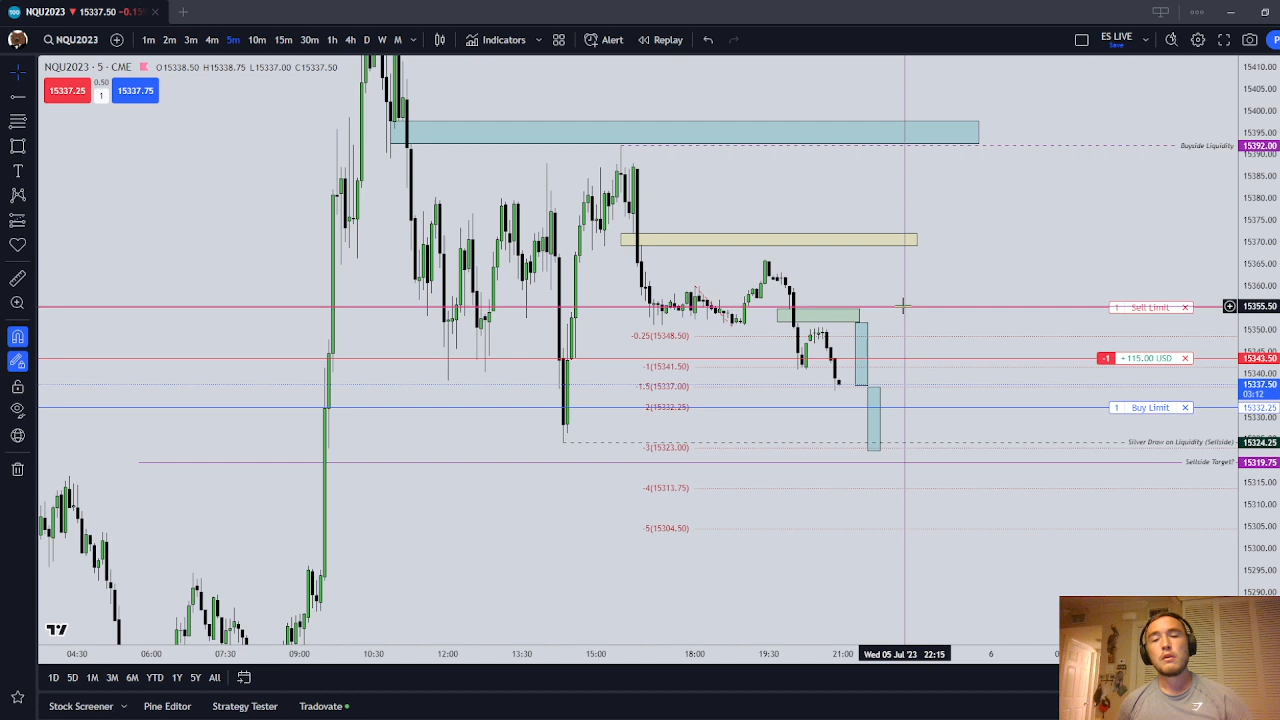 NQU2023 15337.50 -0.15
NQU2023 1m 2m 3m 4m 5m 10m 15m 30m 1h 4h D W M Indicators Alert Replay ES LIVE
Save
NQU2023 · 5 · CME O15338.50 H15338.75 L15337.00 C15337.50
15337.25 0.50 1 15337.75
15410.00
15405.00
15400.00
15395.00
Buyside Liquidity 15392.00
15390.00
15385.00
15380.00
15375.00
15370.00
15365.00
15360.00
1 Sell Limit 15355.50
15350.00
-0.25(15348.50)
15345.00
-1 +115.00 USD 15343.50
-1(15341.50)
15340.00
-1.5(15337.00) 15337.50
03:12
2(15332.25) 1 Buy Limit 15332.25
15330.00
Silver Draw on Liquidity (Sellside) 15324.25
-3(15323.00)
Sellside Target? 15319.75
15315.00
-4(15313.75)
15310.00
15305.00
-5(15304.50)
15300.00
15295.00
15290.00
04:30 06:00 07:30 09:00 10:30 12:00 15:00 18:00 19:30 21:00 Wed 05 Jul '23 22:15 6
1D 5D 1M 3M 6M YTD 1Y 5Y All
Stock Screener Pine Editor Strategy Tester Tradovate